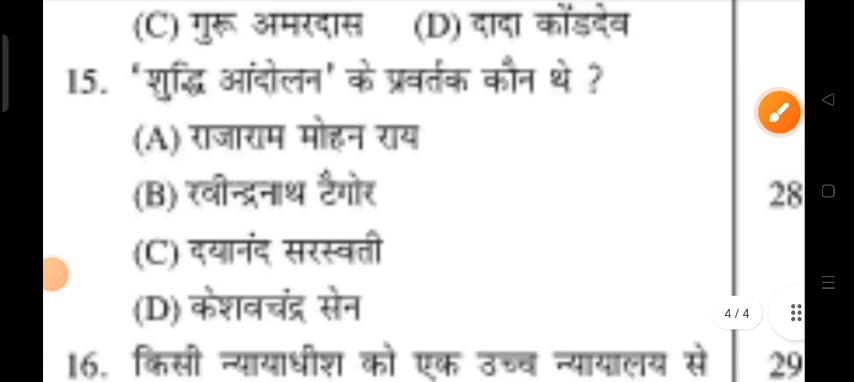 (C) गुरू अमरदास (D) दादा कोंडदेव
15. ‘शुद्धि आंदोलन’ के प्रवर्तक कौन थे ?
(A) राजाराम मोहन राय
(B) रवीन्द्रनाथ टैगोर
28
(C) दयानंद सरस्वती
(D) केशवचंद्र सेन
4 / 4
16. किसी न्यायाधीश को एक उच्च न्यायालय से
29